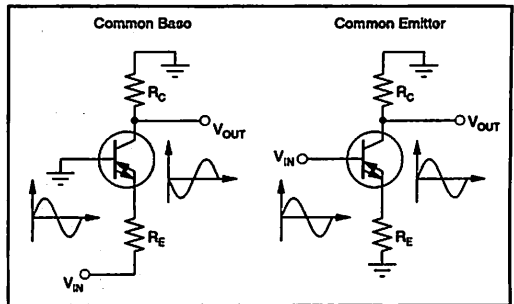 Common Base
Common Emitter
R_C
R_C
V_OUT
V_OUT
V_IN
R_E
R_E
V_IN